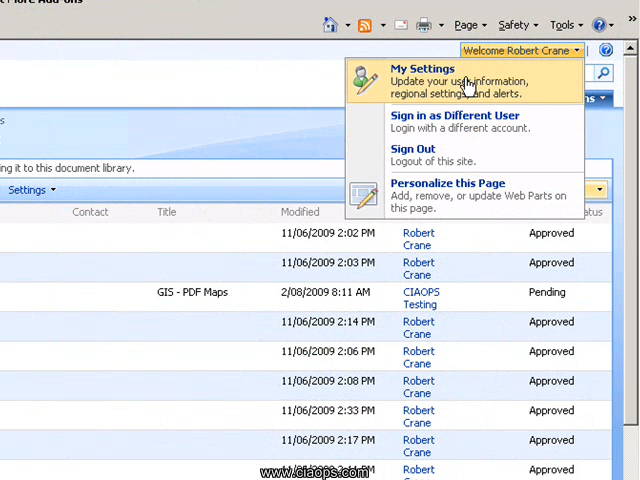 Page
Safety
Tools
Welcome Robert Crane
My Settings
Update your user information,
regional settings, and alerts.
Sign in as Different User
Login with a different account.
Sign Out
Logout of this site.
Personalize this Page
Add, remove, or update Web Parts on
this page.
s
ing it to this document library.
Settings
Contact Title Modified
11/06/2009 2:02 PM Robert Crane Approved
11/06/2009 2:03 PM Robert Crane Approved
GIS - PDF Maps 2/08/2009 8:11 AM CIAOPS Testing Pending
11/06/2009 2:14 PM Robert Crane Approved
11/06/2009 2:06 PM Robert Crane Approved
11/06/2009 2:08 PM Robert Crane Approved
11/06/2009 2:33 PM Robert Crane Approved
11/06/2009 2:17 PM Robert Crane Approved
Robert Approved
www.ciaops.com